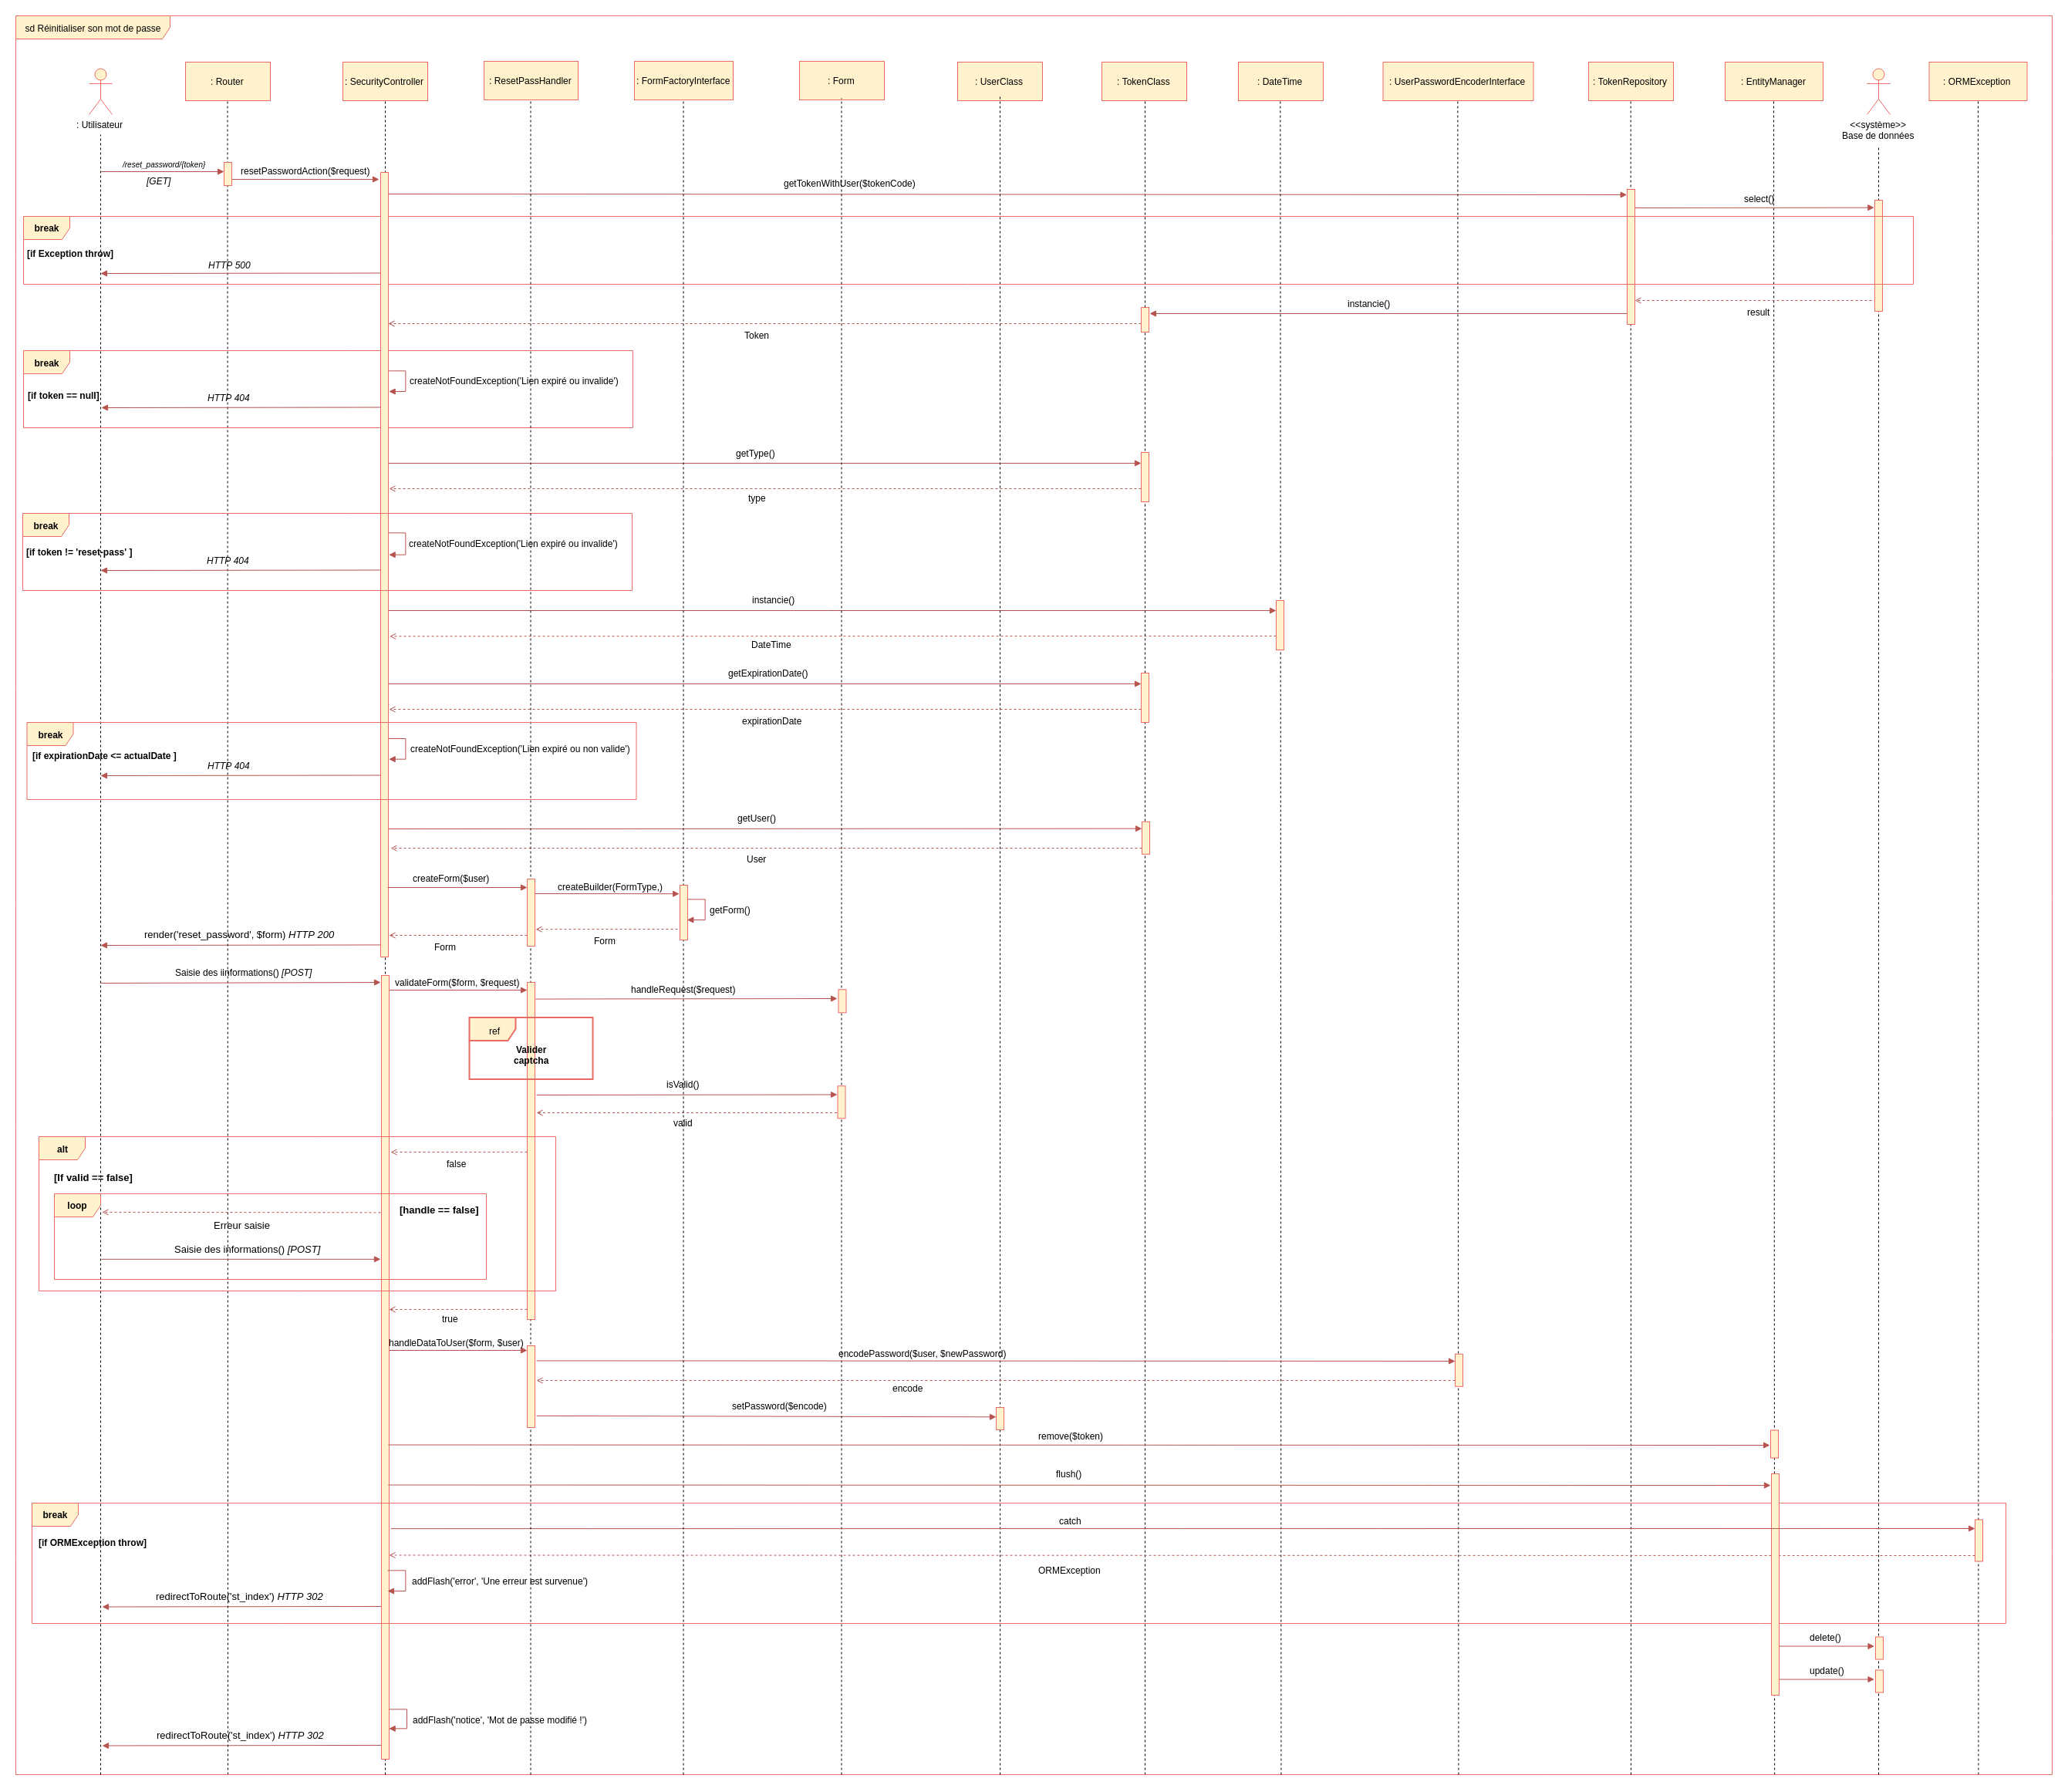 sd Réinitialiser son mot de passe
: Utilisateur
: Router
: SecurityController
: ResetPassHandler
: FormFactoryInterface
: Form
: UserClass
: TokenClass
: DateTime
: UserPasswordEncoderInterface
: TokenRepository
: EntityManager
<<système>>
Base de données
: ORMException
/reset_password/{token}
[GET]
resetPasswordAction($request)
getTokenWithUser($tokenCode)
select()
break
[if Exception throw]
HTTP 500
result
instancie()
Token
break
createNotFoundException('Lien expiré ou invalide')
[if token == null]
HTTP 404
getType()
type
break
createNotFoundException('Lien expiré ou invalide')
[if token != 'reset-pass' ]
HTTP 404
instancie()
DateTime
getExpirationDate()
expirationDate
break
createNotFoundException('Lien expiré ou non valide')
[if expirationDate <= actualDate ]
HTTP 404
getUser()
User
createForm($user)
createBuilder(FormType,)
getForm()
Form
Form
render('reset_password', $form) HTTP 200
Saisie des iinformations() [POST]
validateForm($form, $request)
handleRequest($request)
ref
Valider
captcha
isValid()
valid
alt
false
[If valid == false]
loop
[handle == false]
Erreur saisie
Saisie des informations() [POST]
true
handleDataToUser($form, $user)
encodePassword($user, $newPassword)
encode
setPassword($encode)
remove($token)
flush()
break
catch
[if ORMException throw]
ORMException
addFlash('error', 'Une erreur est survenue')
redirectToRoute('st_index') HTTP 302
delete()
update()
addFlash('notice', 'Mot de passe modifié !')
redirectToRoute('st_index') HTTP 302